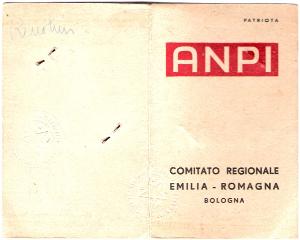 PATRIOTA
ANPI
COMITATO REGIONALE
EMILIA - ROMAGNA
BOLOGNA